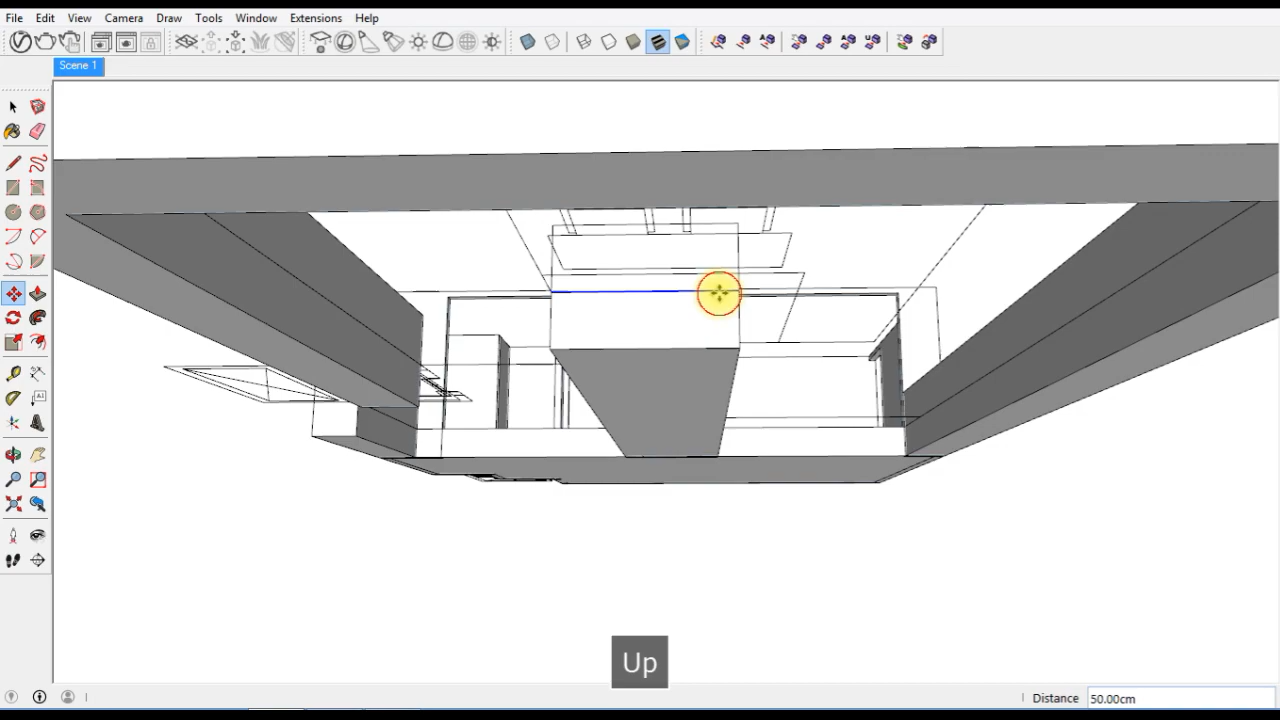 File Edit View Camera Draw Tools Window Extensions Help
Scene 1
Up
Distance 50.00cm